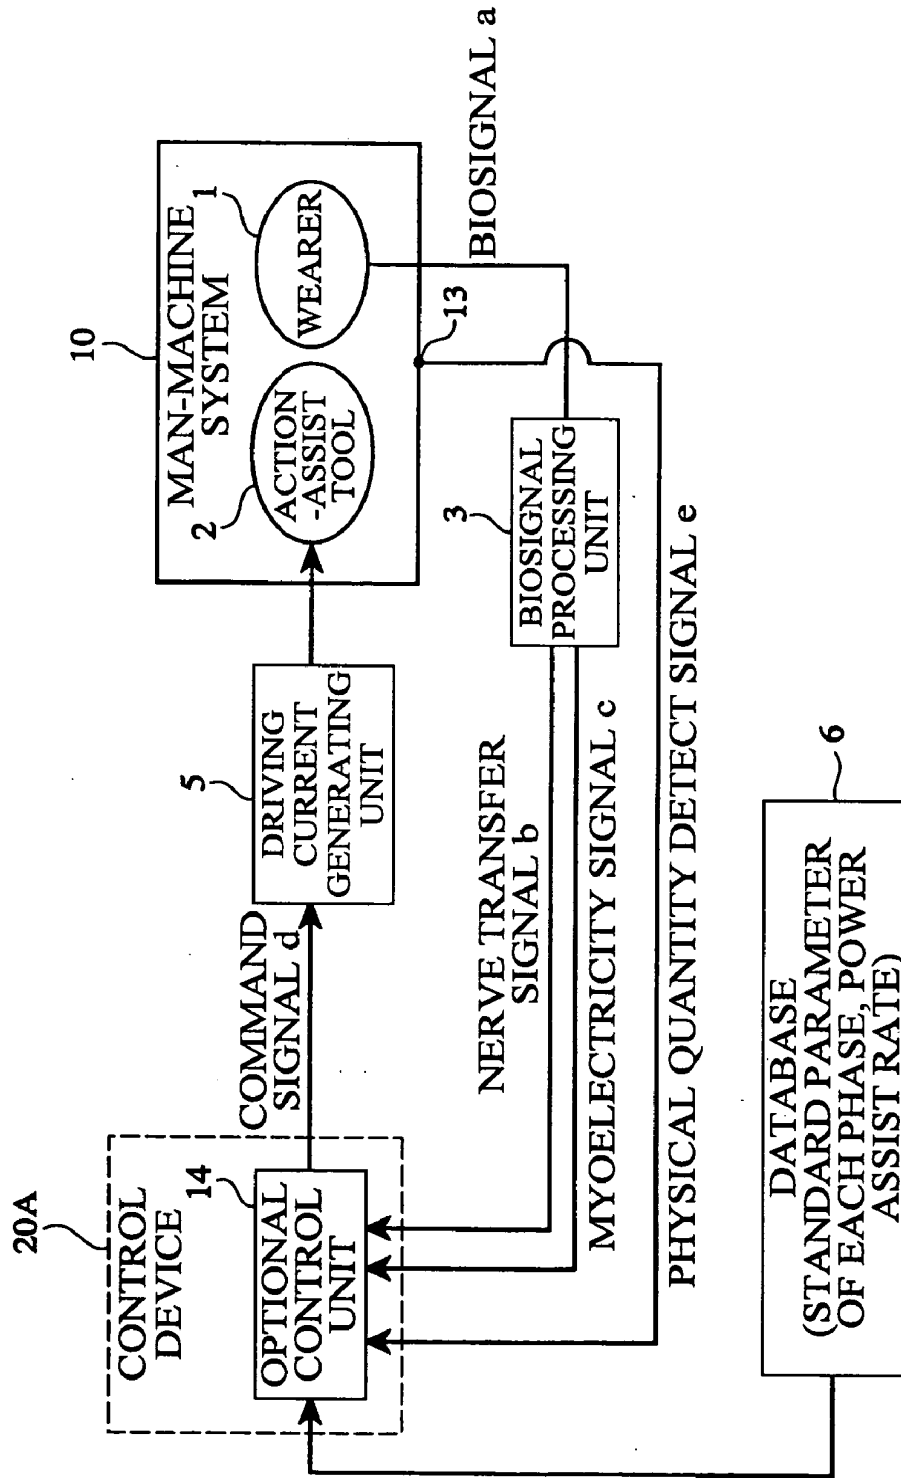 20A
CONTROL
DEVICE
14
OPTIONAL
CONTROL
UNIT
COMMAND
SIGNAL d
5
DRIVING
CURRENT
GENERATING
UNIT
10
MAN-MACHINE
SYSTEM
2
ACTION
-ASSIST
TOOL
1
WEARER
13
BIOSIGNAL a
3
BIOSIGNAL
PROCESSING
UNIT
NERVE TRANSFER
SIGNAL b
MYOELECTRICITY SIGNAL c
PHYSICAL QUANTITY DETECT SIGNAL e
6
DATABASE
(STANDARD PARAMETER
OF EACH PHASE, POWER
ASSIST RATE)